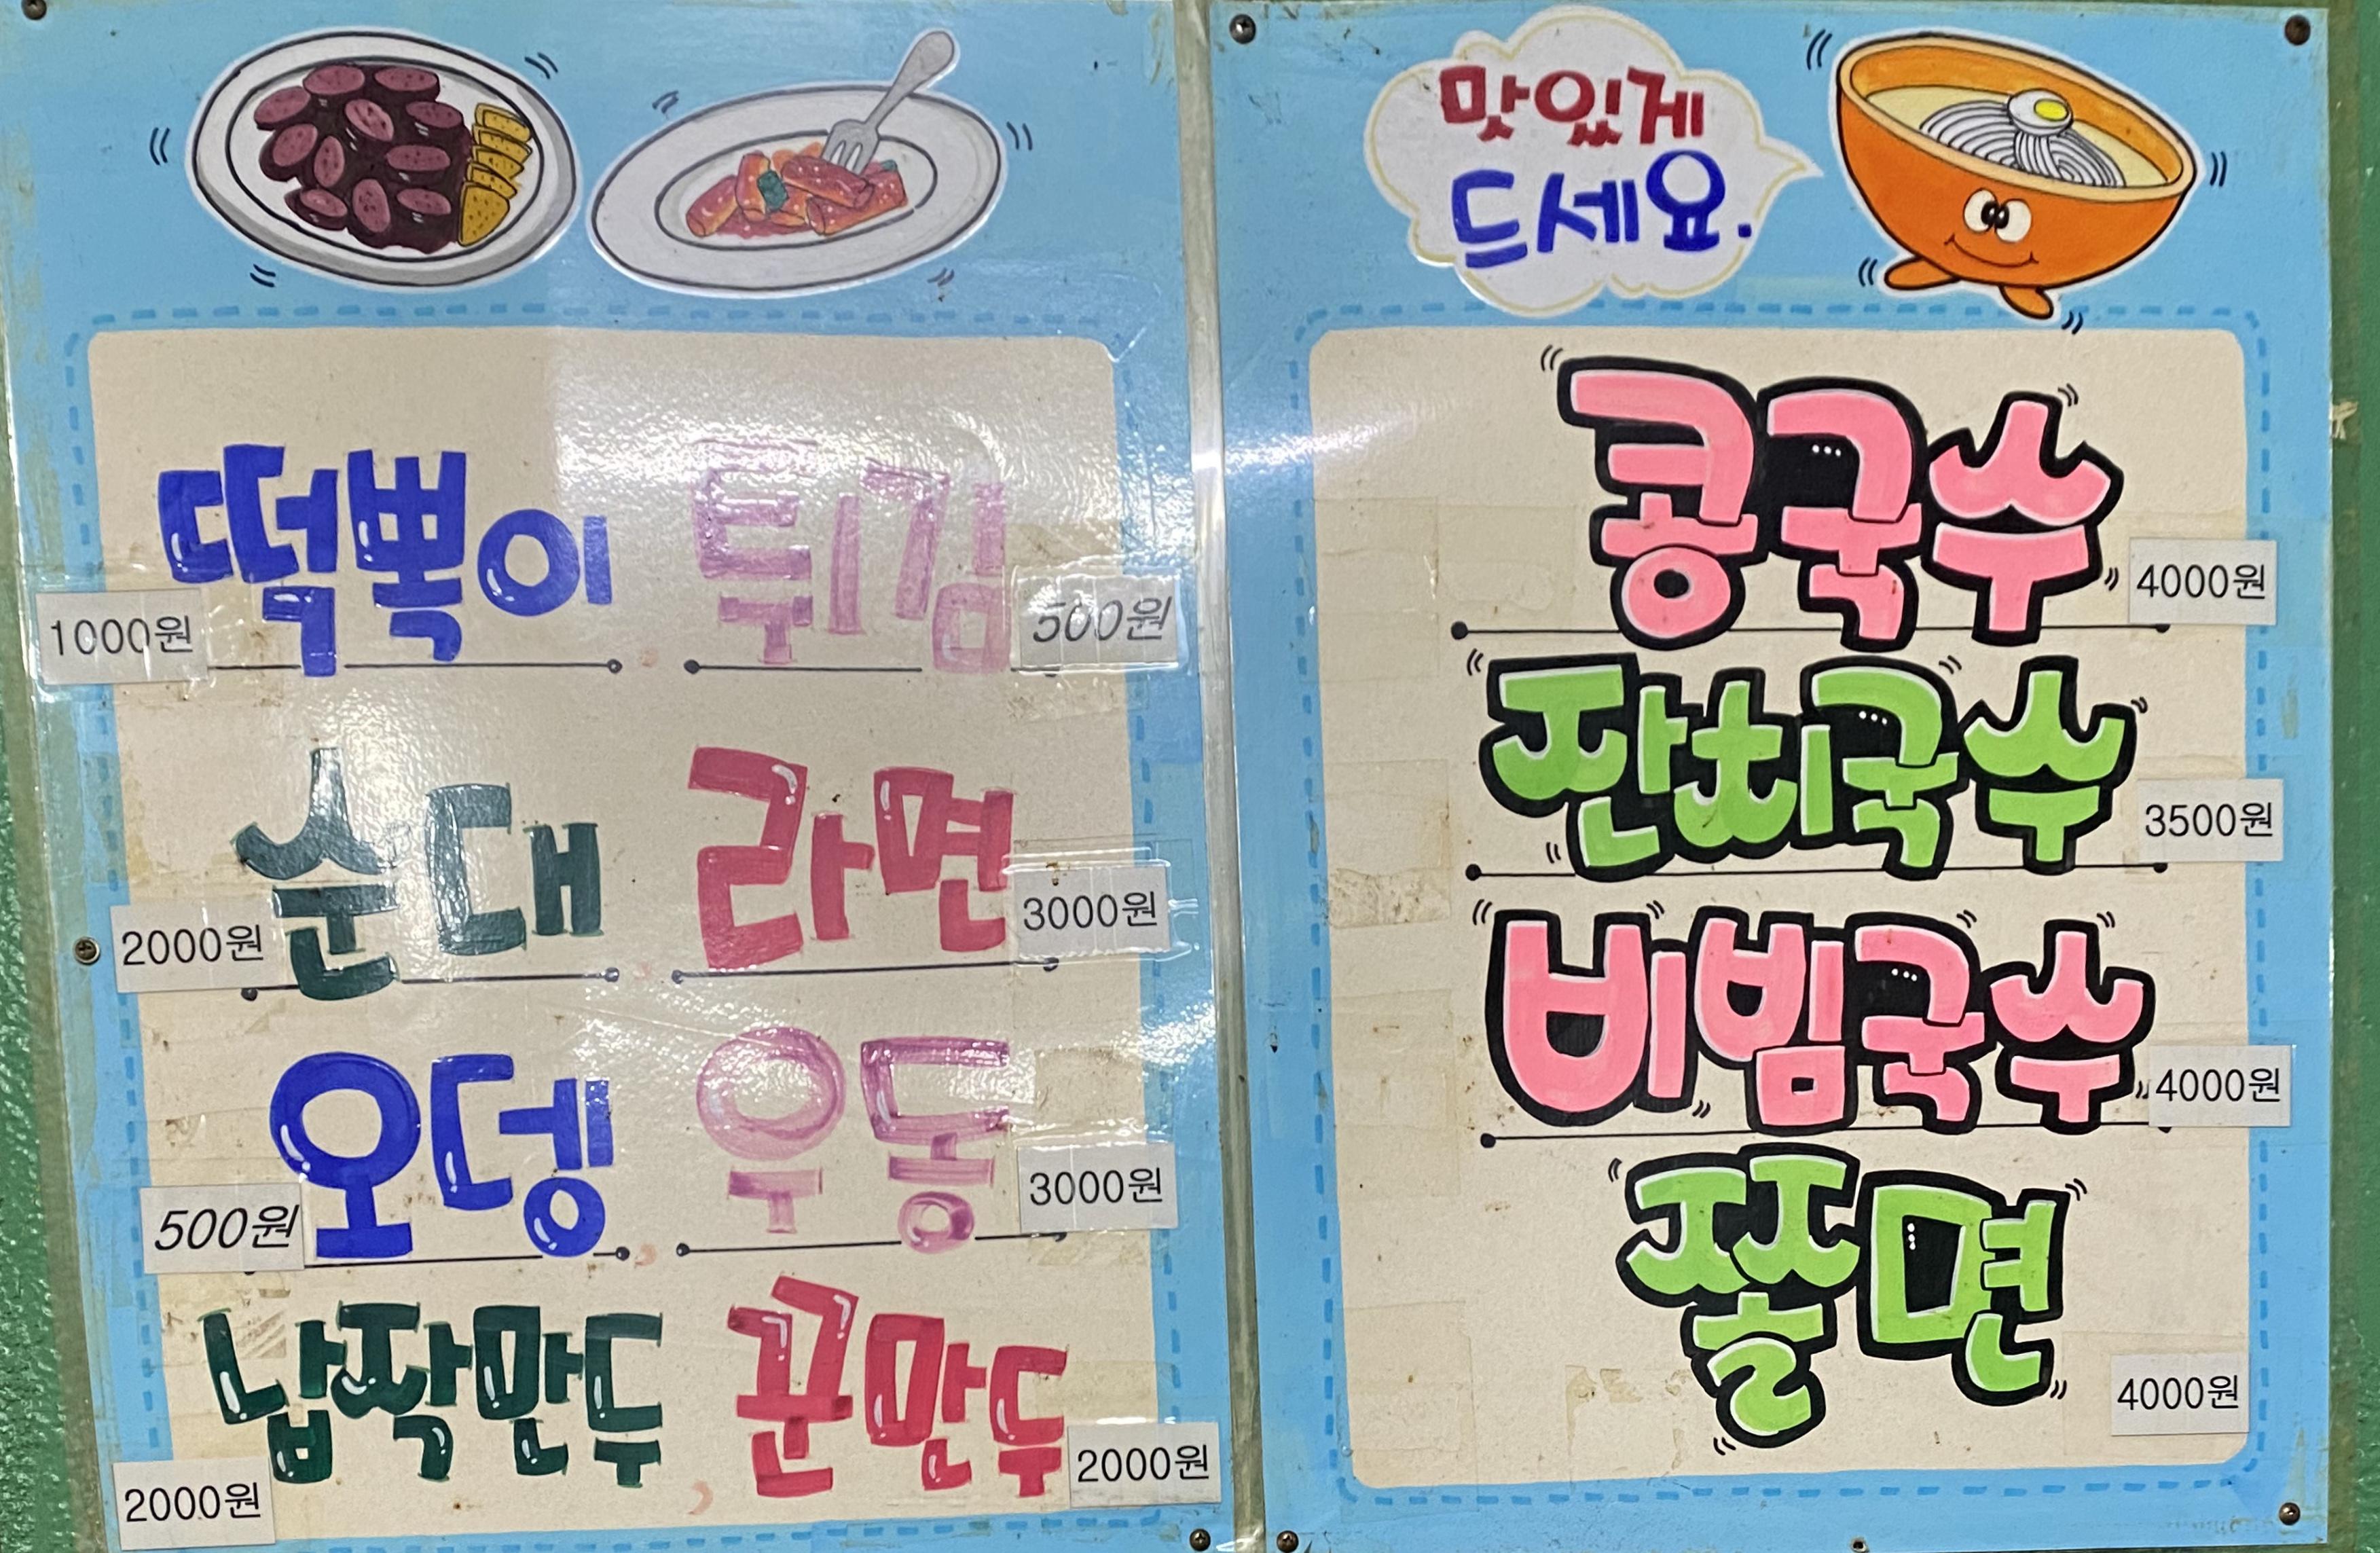 떡볶이 튀김
1000원 500원
순대 라면
2000원 3000원
오뎅 우동
500원 3000원
납짝만두 군만두
2000원 2000원
맛있게
드세요.
콩국수
4000원
잔치국수
3500원
비빔국수
4000원
쫄면
4000원